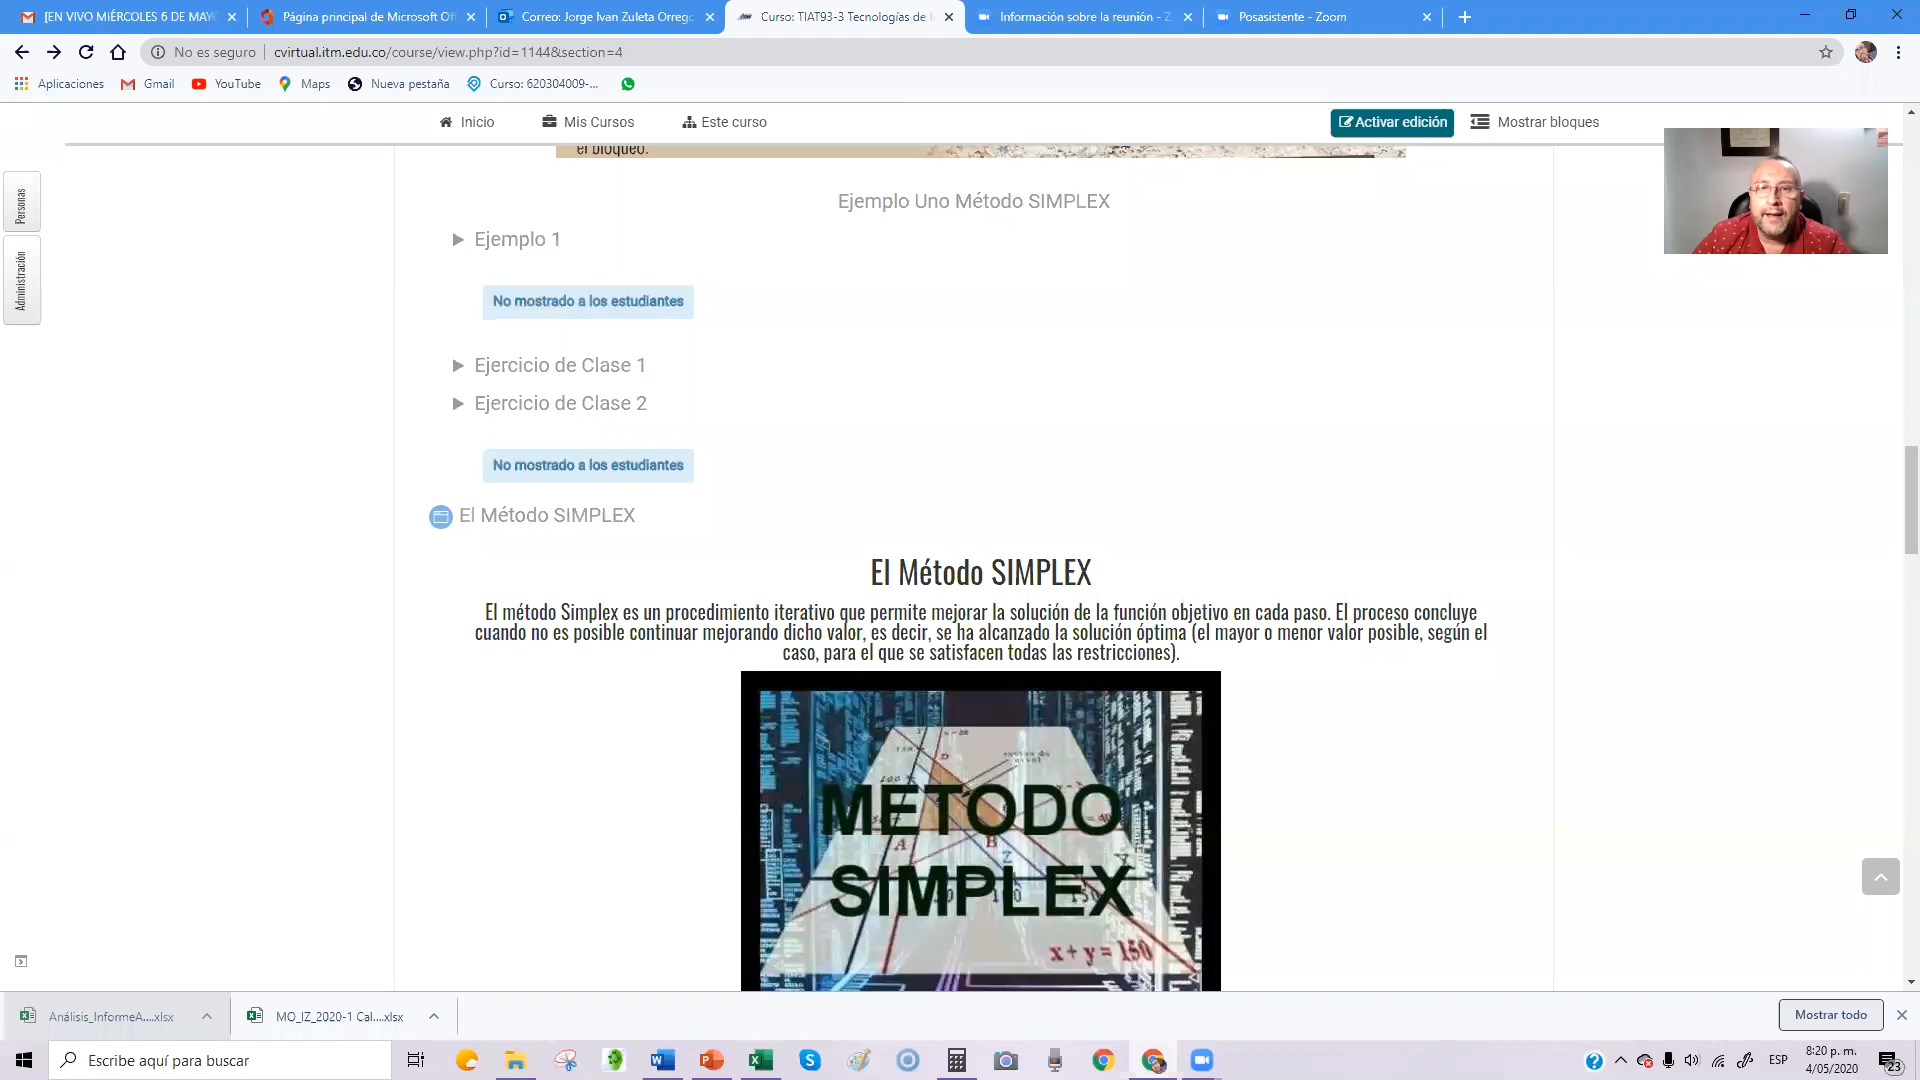 [EN VIVO MIÉRCOLES 6 DE MAY
Página principal de Microsoft Of
Correo: Jorge Ivan Zuleta Orrego
Curso: TIAT93-3 Tecnologías de I
Información sobre la reunión - Z
Posasistente - Zoom
No es seguro
cvirtual.itm.edu.co/course/view.php?id=1144&section=4
Aplicaciones
Gmail
YouTube
Maps
Nueva pestaña
Curso: 620304009-...
Inicio
Mis Cursos
Este curso
Activar edición
Mostrar bloques
el bloqueo.
Personas
Administración
Ejemplo Uno Método SIMPLEX
Ejemplo 1
No mostrado a los estudiantes
Ejercicio de Clase 1
Ejercicio de Clase 2
No mostrado a los estudiantes
El Método SIMPLEX
El Método SIMPLEX
El método Simplex es un procedimiento iterativo que permite mejorar la solución de la función objetivo en cada paso. El proceso concluye
cuando no es posible continuar mejorando dicho valor, es decir, se ha alcanzado la solución óptima (el mayor o menor valor posible, según el
caso, para el que se satisfacen todas las restricciones).
METODO
SIMPLEX
x + y = 150
Análisis_InformeA....xlsx
MO_IZ_2020-1 Cal....xlsx
Mostrar todo
Escribe aquí para buscar
ESP
8:20 p. m.
4/05/2020
23